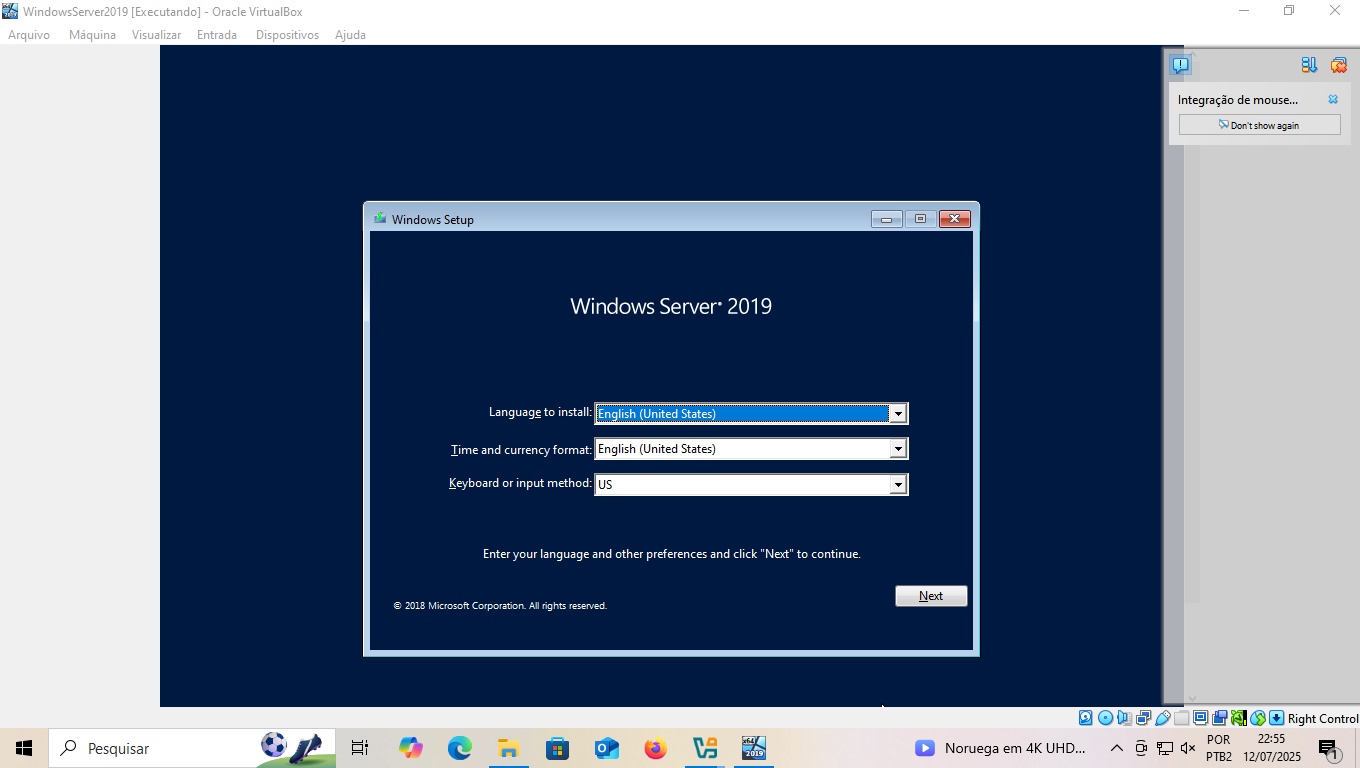 WindowsServer2019 [Executando] - Oracle VirtualBox
Arquivo Máquina Visualizar Entrada Dispositivos Ajuda
Integração de mouse...
Don't show again
Windows Setup
Windows Server® 2019
Language to install: English (United States)
Time and currency format: English (United States)
Keyboard or input method: US
Enter your language and other preferences and click "Next" to continue.
Next
© 2018 Microsoft Corporation. All rights reserved.
Right Control
Pesquisar
x64
2019
Noruega em 4K UHD...
POR
PTB2
22:55
12/07/2025
1